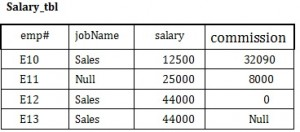 Salary_tbl
emp# jobName salary commission
E10 Sales 12500 32090
E11 Null 25000 8000
E12 Sales 44000 0
E13 Sales 44000 Null